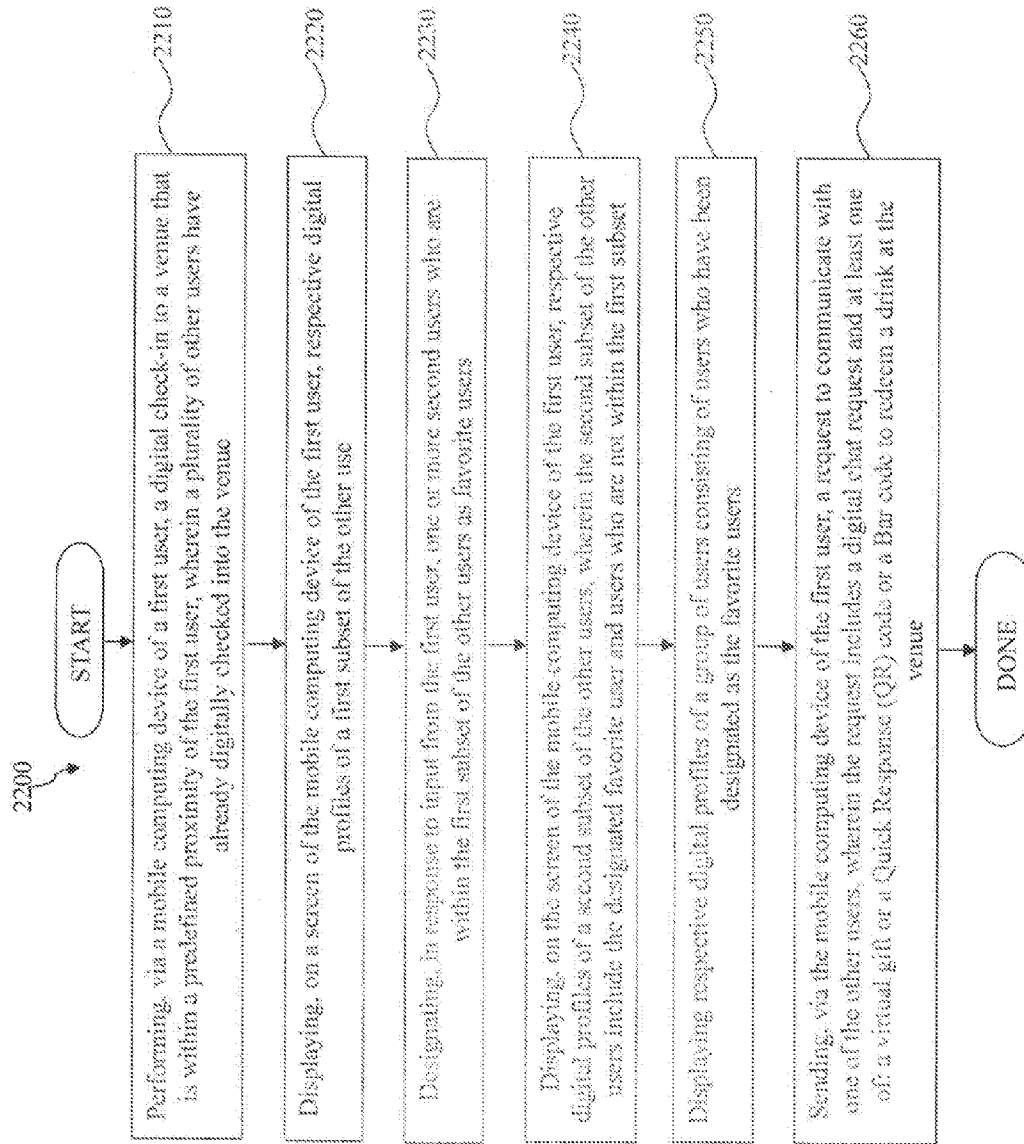 2200
START
Performing, via a mobile computing device of a first user, a digital check-in to a venue that
is within a predefined proximity of the first user, wherein a plurality of other users have
already digitally checked into the venue
2210
Displaying, on a screen of the mobile computing device of the first user, respective digital
profiles of a first subset of the other use
2220
Designating, in response to input from the first user, one or more second users who are
within the first subset of the other users as favorite users
2230
Displaying, on the screen of the mobile computing device of the first user, respective
digital profiles of a second subset of the other users, wherein the second subset of the other
users include the designated favorite user and users who are not within the first subset
2240
Displaying respective digital profiles of a group of users consisting of users who have been
designated as the favorite users
2250
Sending, via the mobile computing device of the first user, a request to communicate with
one of the other users, wherein the request includes a digital chat request and at least one
of: a virtual gift or a Quick Response (QR) code or a Bar code to redeem a drink at the
venue
2260
DONE